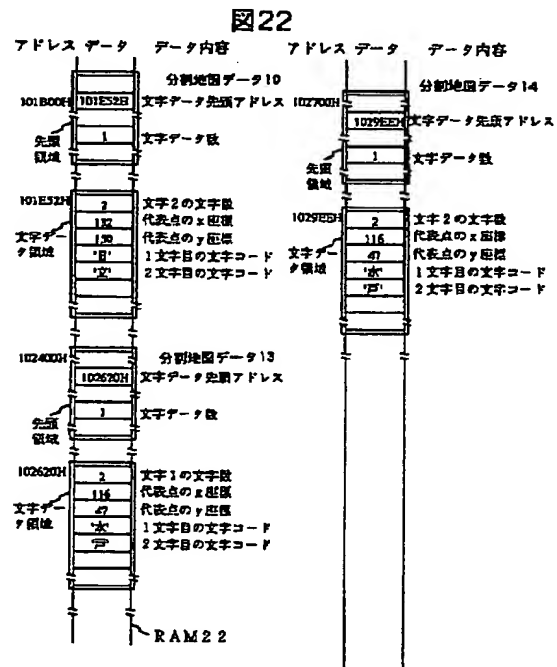 図22
アドレス データ データ内容
分割地図データ10
101B00H 101E52H 文字データ先頭アドレス
先頭領域 1 文字データ数
101E52H 2 文字2の文字数
132 代表点のx座標
文字データ領域 150 代表点のy座標
'日' 1文字目の文字コード
'立' 2文字目の文字コード
102400H 分割地図データ13
102620H 文字データ先頭アドレス
先頭領域 1 文字データ数
102620H 2 文字1の文字数
116 代表点のx座標
文字データ領域 47 代表点のy座標
'水' 1文字目の文字コード
'戸' 2文字目の文字コード
RAM22
アドレス データ データ内容
分割地図データ14
102700H 1029EEH 文字データ先頭アドレス
先頭領域 1 文字データ数
1029EEH 2 文字2の文字数
116 代表点のx座標
文字データ領域 47 代表点のy座標
'水' 1文字目の文字コード
'戸' 2文字目の文字コード